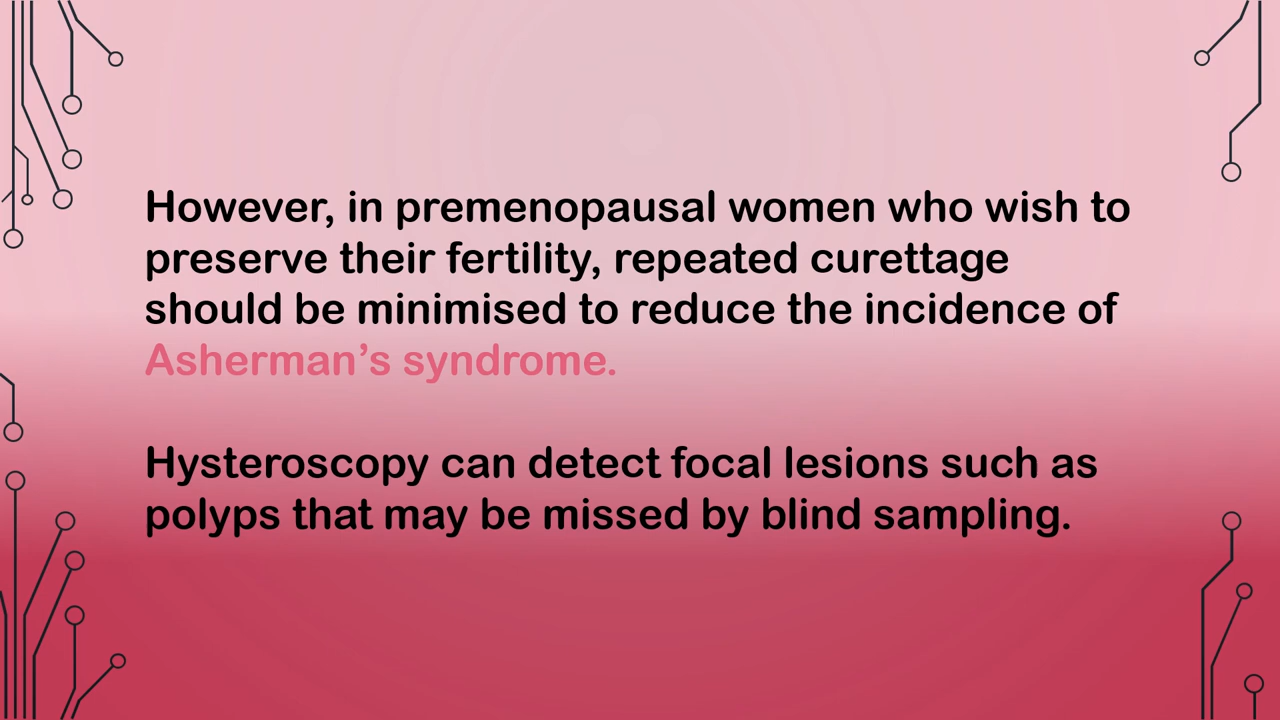 However, in premenopausal women who wish to
preserve their fertility, repeated curettage
should be minimised to reduce the incidence of
Asherman’s syndrome.
Hysteroscopy can detect focal lesions such as
polyps that may be missed by blind sampling.